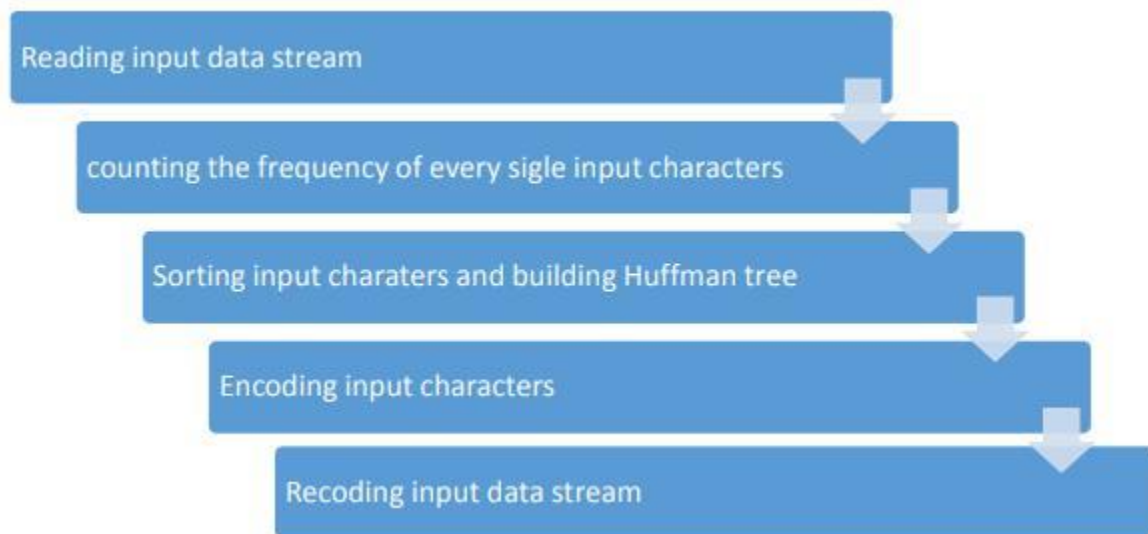 Reading input data stream
counting the frequency of every sigle input characters
Sorting input charaters and building Huffman tree
Encoding input characters
Recoding input data stream